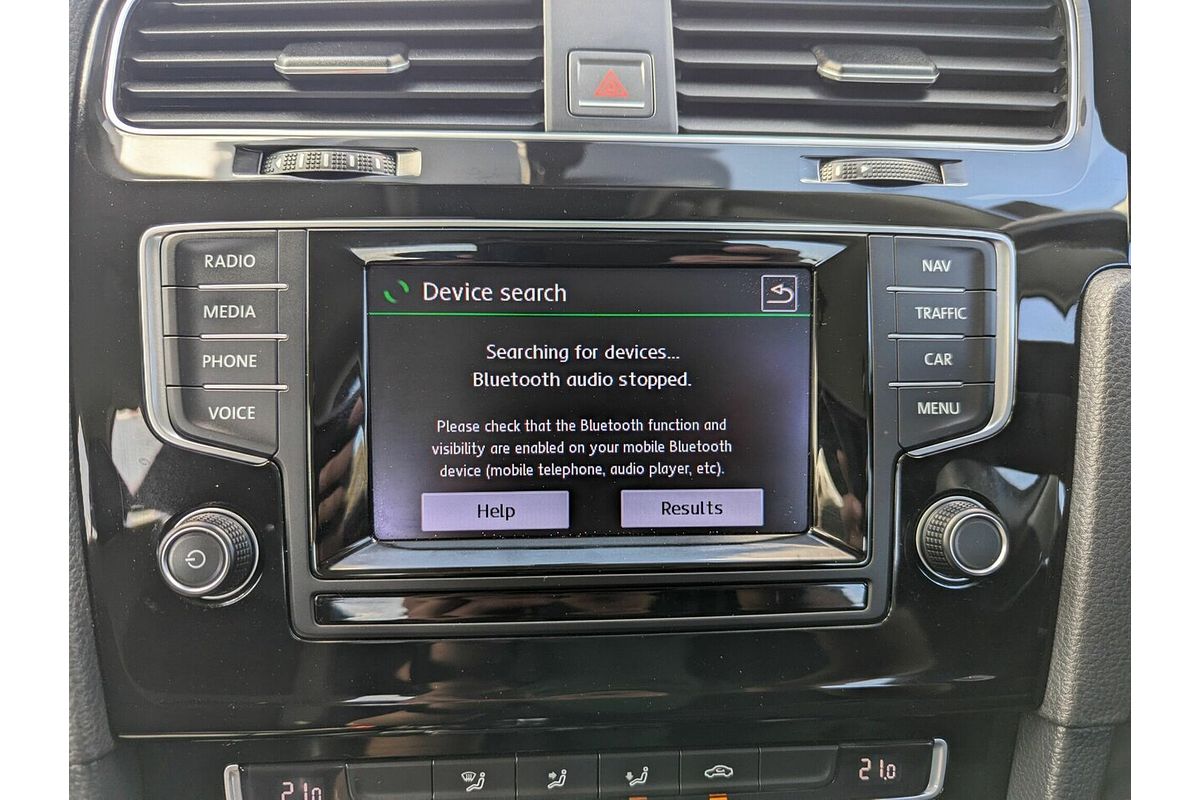 RADIO
MEDIA
PHONE
VOICE
Device search
Searching for devices...
Bluetooth audio stopped.
Please check that the Bluetooth function and
visibility are enabled on your mobile Bluetooth
device (mobile telephone, audio player, etc).
Help
Results
NAV
TRAFFIC
CAR
MENU
21.0
21.0